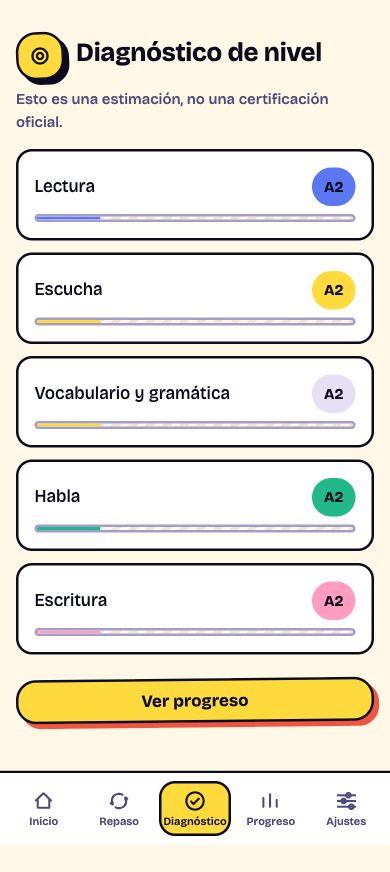 Diagnóstico de nivel
Esto es una estimación, no una certificación
oficial.
Lectura
A2
Escucha
A2
Vocabulario y gramática
A2
Habla
A2
Escritura
A2
Ver progreso
Inicio
Repaso
Diagnóstico
Progreso
Ajustes